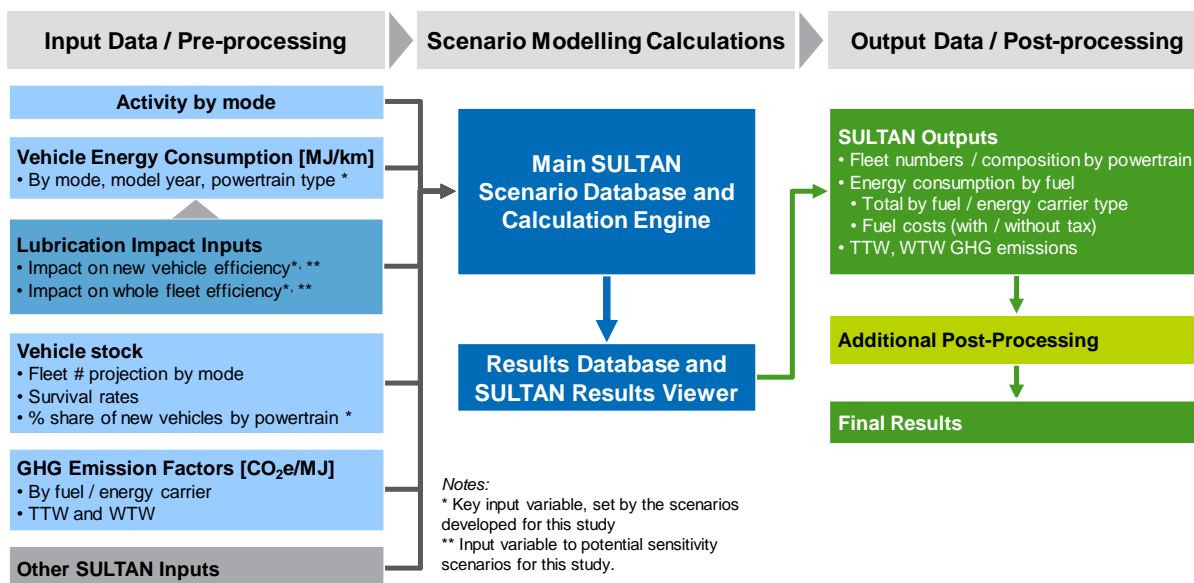 Input Data / Pre-processing
Scenario Modelling Calculations
Output Data / Post-processing
Activity by mode
Vehicle Energy Consumption [MJ/km]
• By mode, model year, powertrain type *
Lubrication Impact Inputs
• Impact on new vehicle efficiency*, **
• Impact on whole fleet efficiency*, **
Vehicle stock
• Fleet # projection by mode
• Survival rates
• % share of new vehicles by powertrain *
GHG Emission Factors [CO₂e/MJ]
• By fuel / energy carrier
• TTW and WTW
Other SULTAN Inputs
Main SULTAN
Scenario Database and
Calculation Engine
Results Database and
SULTAN Results Viewer
Notes:
* Key input variable, set by the scenarios
developed for this study
** Input variable to potential sensitivity
scenarios for this study.
SULTAN Outputs
• Fleet numbers / composition by powertrain
• Energy consumption by fuel
• Total by fuel / energy carrier type
• Fuel costs (with / without tax)
• TTW, WTW GHG emissions
Additional Post-Processing
Final Results